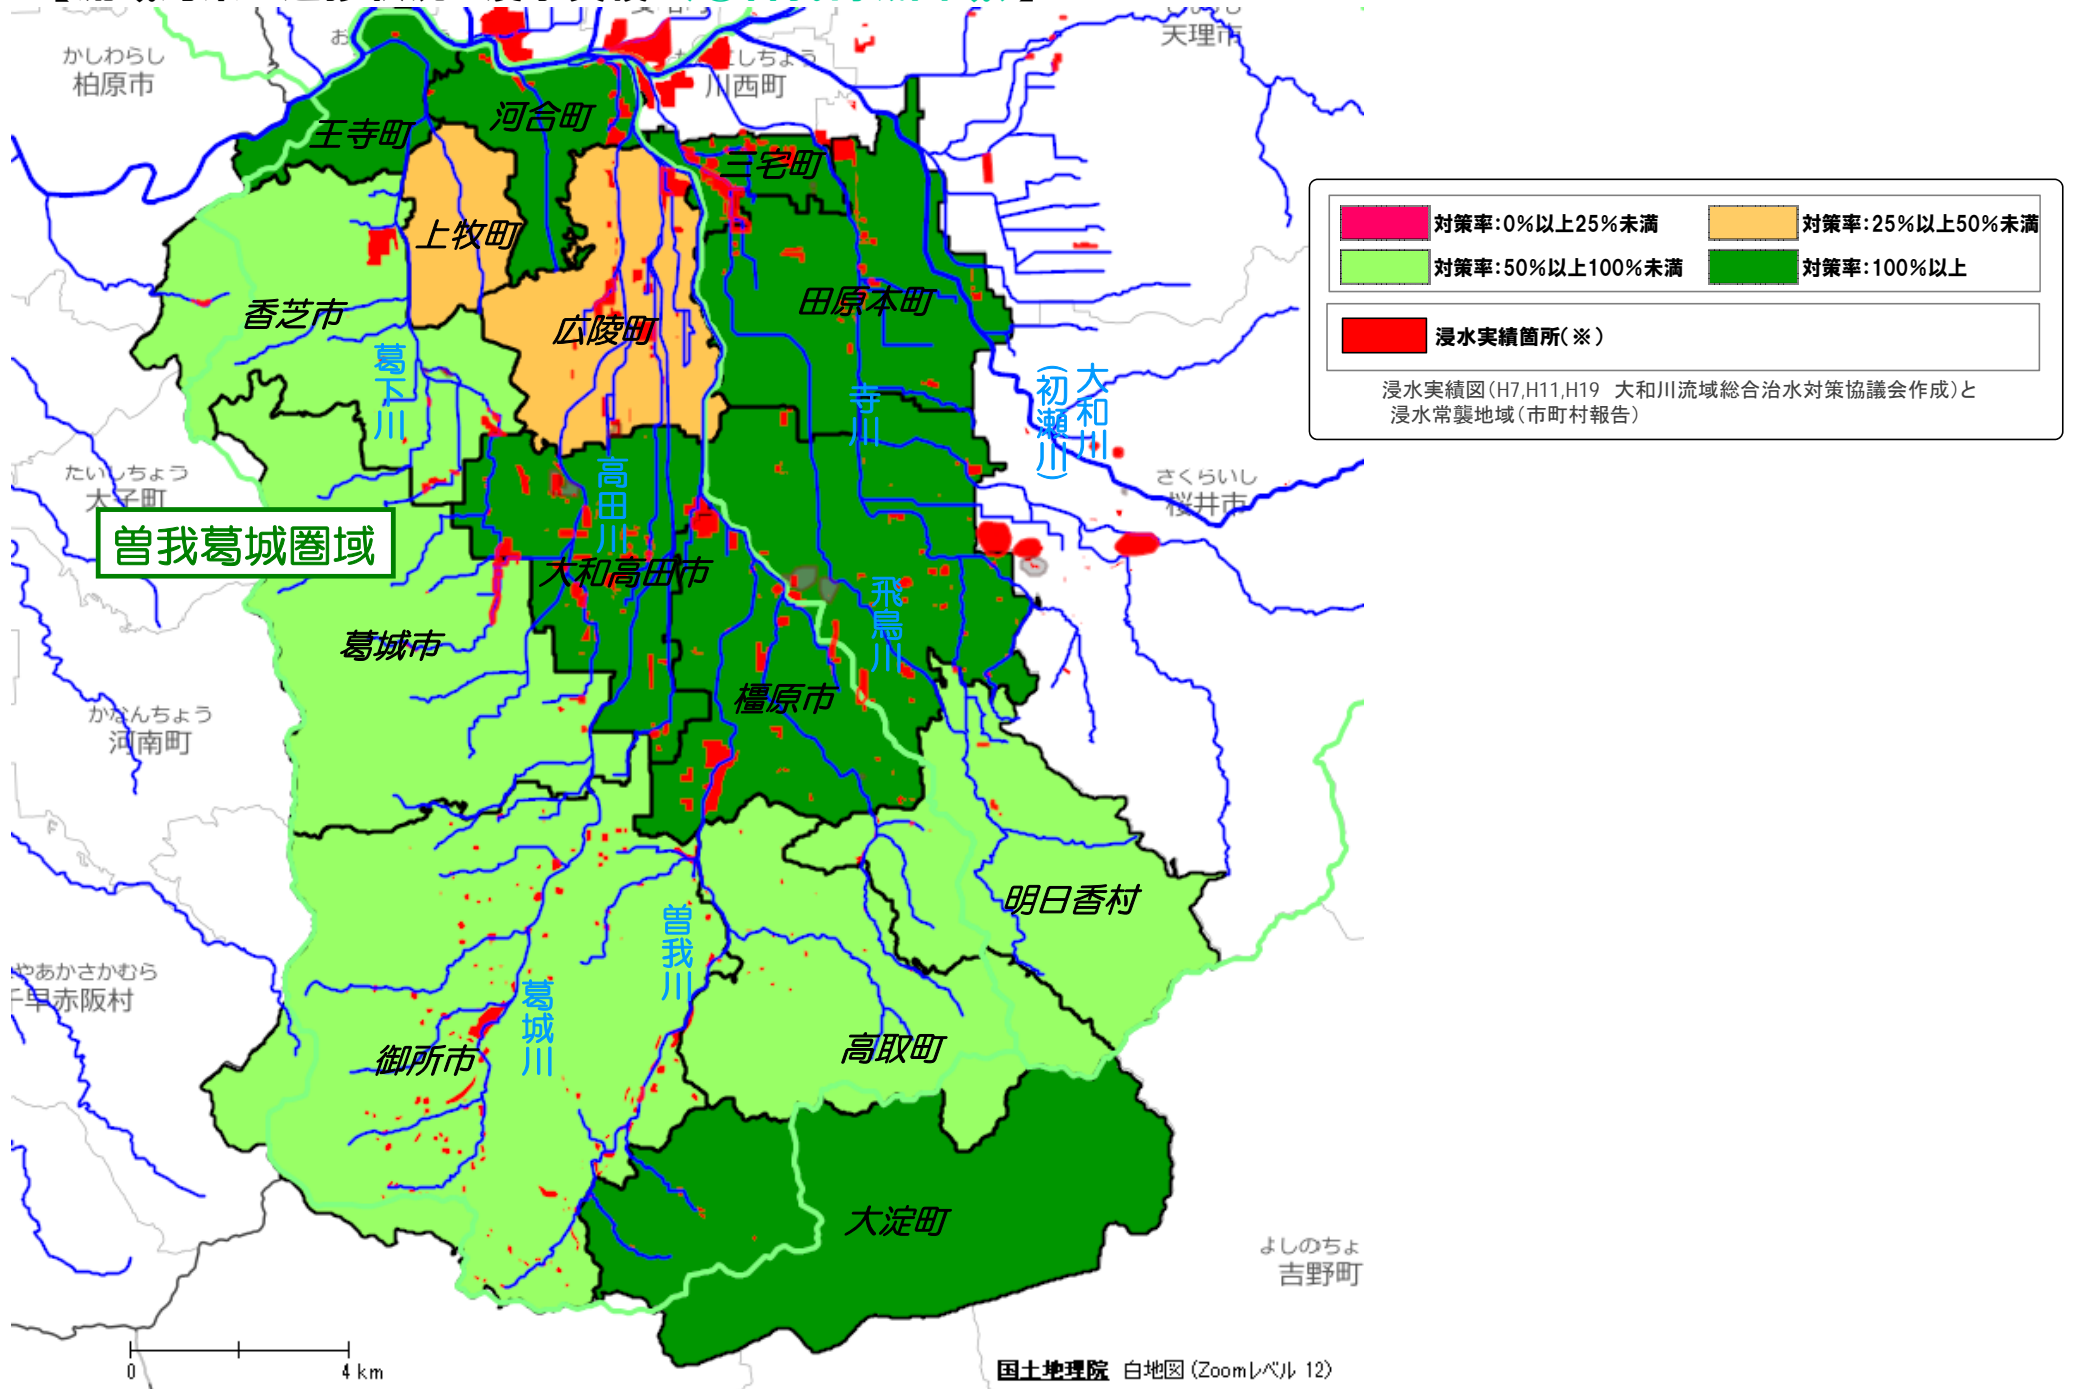 天理市
かしわらし
柏原市
川西町
王寺町
河合町
三宅町
上牧町
香芝市
広陵町
田原本町
葛下川
寺川
大和川
(初瀬川)
たいしちょう
太子町
さくらいし
桜井市
高田川
曽我葛城圏域
大和高田市
飛鳥川
葛城市
橿原市
かなんちょう
河南町
明日香村
曽我川
やあかさかむら
千早赤阪村
葛城川
御所市
高取町
大淀町
よしのちょ
吉野町
0
4 km
国土地理院 白地図(Zoomレベル 12)
対策率:0%以上25%未満
対策率:25%以上50%未満
対策率:50%以上100%未満
対策率:100%以上
浸水実績箇所(※)
浸水実績図(H7,H11,H19 大和川流域総合治水対策協議会作成)と
浸水常襲地域(市町村報告)